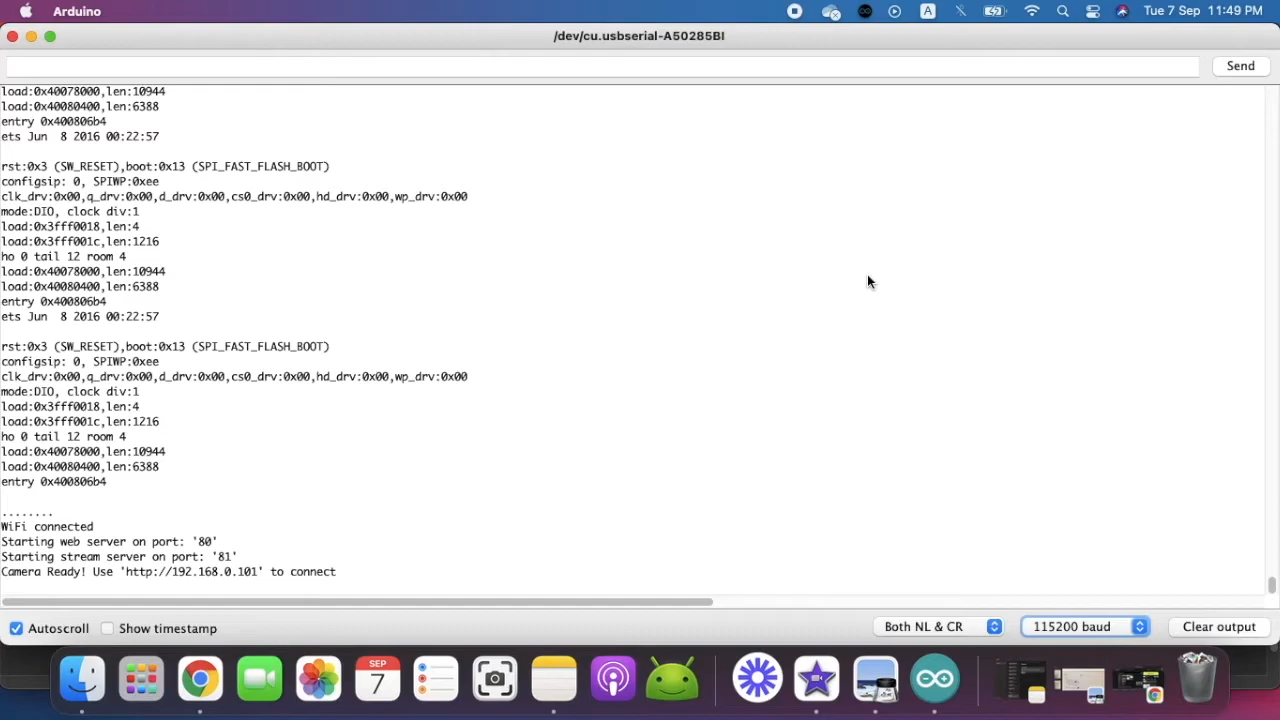 Arduino
A
Tue 7 Sep 11:49 PM
/dev/cu.usbserial-A50285BI
Send
load:0x40078000,len:10944
load:0x40080400,len:6388
entry 0x400806b4
ets Jun  8 2016 00:22:57
rst:0x3 (SW_RESET),boot:0x13 (SPI_FAST_FLASH_BOOT)
configsip: 0, SPIWP:0xee
clk_drv:0x00,q_drv:0x00,d_drv:0x00,cs0_drv:0x00,hd_drv:0x00,wp_drv:0x00
mode:DIO, clock div:1
load:0x3fff0018,len:4
load:0x3fff001c,len:1216
ho 0 tail 12 room 4
load:0x40078000,len:10944
load:0x40080400,len:6388
entry 0x400806b4
ets Jun  8 2016 00:22:57
rst:0x3 (SW_RESET),boot:0x13 (SPI_FAST_FLASH_BOOT)
configsip: 0, SPIWP:0xee
clk_drv:0x00,q_drv:0x00,d_drv:0x00,cs0_drv:0x00,hd_drv:0x00,wp_drv:0x00
mode:DIO, clock div:1
load:0x3fff0018,len:4
load:0x3fff001c,len:1216
ho 0 tail 12 room 4
load:0x40078000,len:10944
load:0x40080400,len:6388
entry 0x400806b4
........
WiFi connected
Starting web server on port: '80'
Starting stream server on port: '81'
Camera Ready! Use 'http://192.168.0.101' to connect
Autoscroll
Show timestamp
Both NL & CR
115200 baud
Clear output
SEP
7